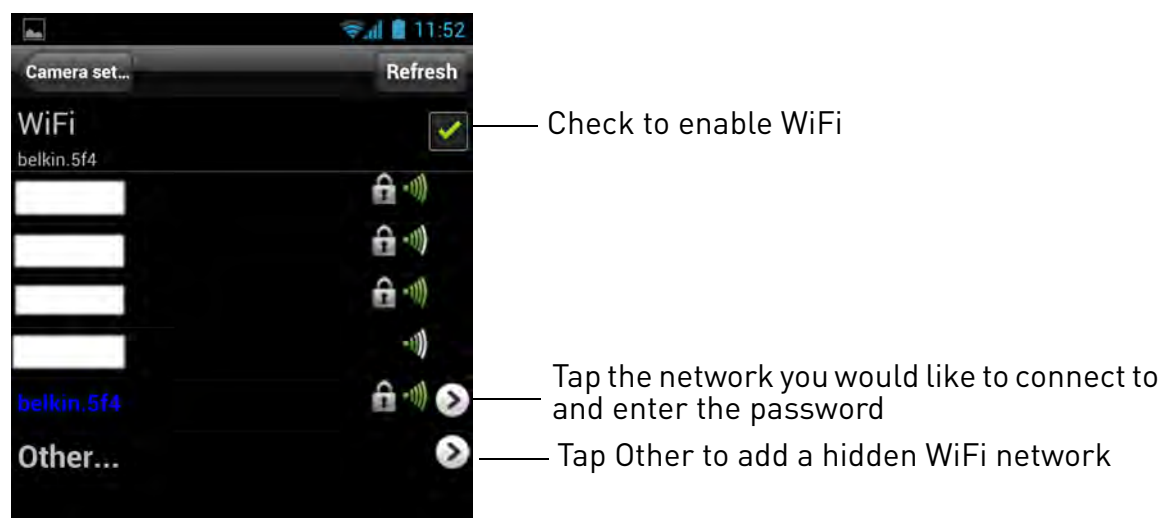 11:52
Camera set...
Refresh
WiFi
belkin.5f4
Check to enable WiFi
belkin.5f4
Tap the network you would like to connect to
and enter the password
Other...
Tap Other to add a hidden WiFi network